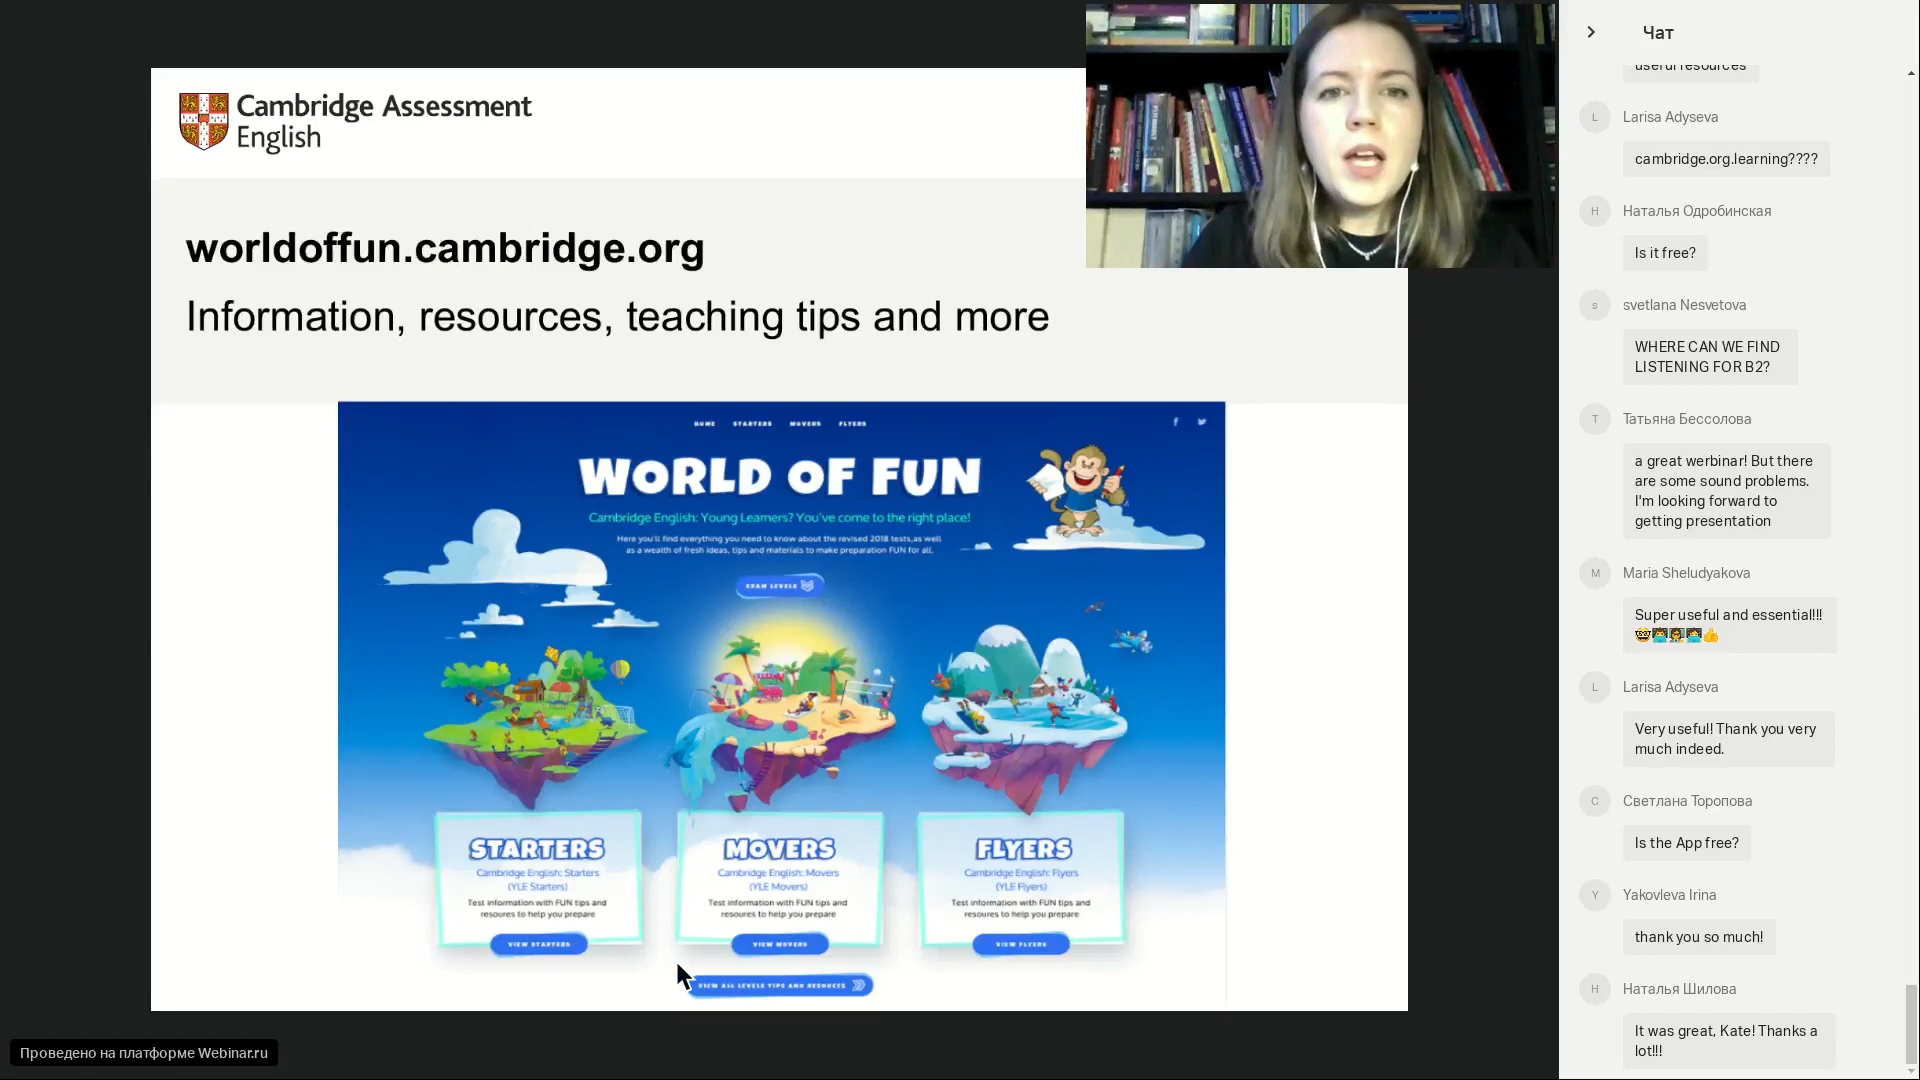 Cambridge Assessment
English
worldoffun.cambridge.org
Information, resources, teaching tips and more
HOME STARTERS MOVERS FLYERS
WORLD OF FUN
Cambridge English: Young Learners? You've come to the right place!
Here you'll find everything you need to know about the revised 2018 tests,as well
as a wealth of fresh ideas, tips and materials to make preparation FUN for all.
EXAM LEVELS
STARTERS
Cambridge English: Starters
(YLE Starters)
Test information with FUN tips and
resoures to help you prepare
VIEW STARTERS
MOVERS
Cambridge English: Movers
(YLE Movers)
Test information with FUN tips and
resoures to help you prepare
VIEW MOVERS
FLYERS
Cambridge English: Flyers
(YLE Flyers)
Test information with FUN tips and
resoures to help you prepare
VIEW FLYERS
VIEW ALL LEVELS TIPS AND RESOUCES
Проведено на платформе Webinar.ru
Чат
useful resources
L
Larisa Adyseva
cambridge.org.learning????
Н
Наталья Одробинская
Is it free?
s
svetlana Nesvetova
WHERE CAN WE FIND
LISTENING FOR B2?
Т
Татьяна Бессолова
a great werbinar! But there
are some sound problems.
I'm looking forward to
getting presentation
M
Maria Sheludyakova
Super useful and essential!!!
🤓👨‍💻👩‍🏫👩‍💻👍
L
Larisa Adyseva
Very useful! Thank you very
much indeed.
С
Светлана Торопова
Is the App free?
Y
Yakovleva Irina
thank you so much!
Н
Наталья Шилова
It was great, Kate! Thanks a
lot!!!